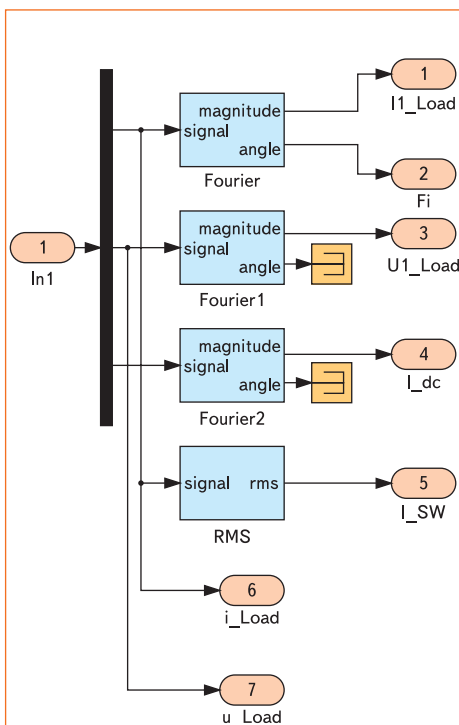 1
I1_Load
magnitude
signal
angle
Fourier
2
Fi
1
In1
magnitude
signal
angle
Fourier1
3
U1_Load
magnitude
signal
angle
Fourier2
4
I_dc
signal rms
RMS
5
I_SW
6
i_Load
7
u_Load